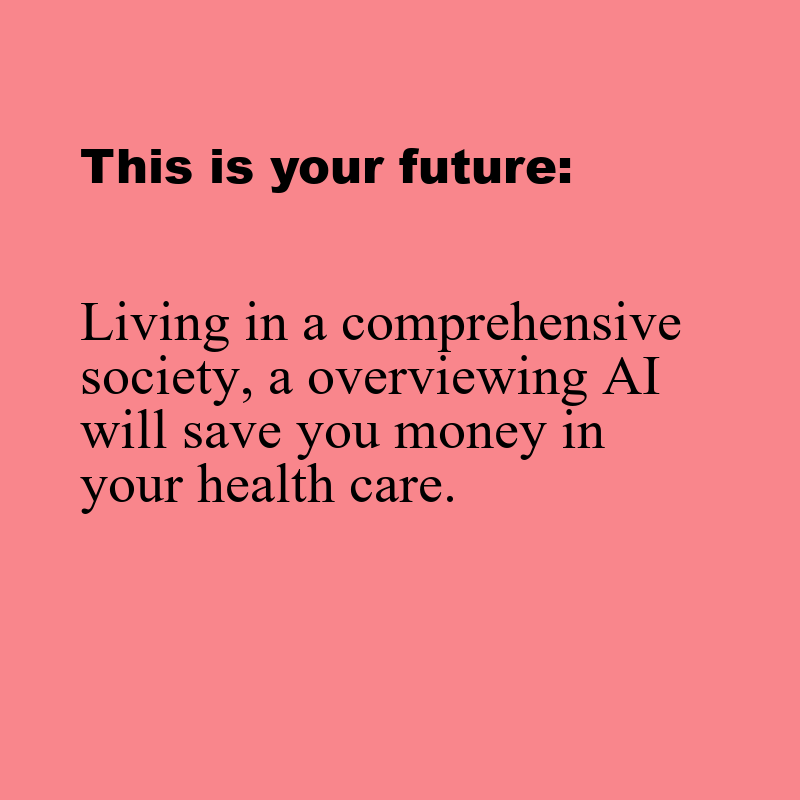 This is your future:
Living in a comprehensive
society, a overviewing AI
will save you money in
your health care.